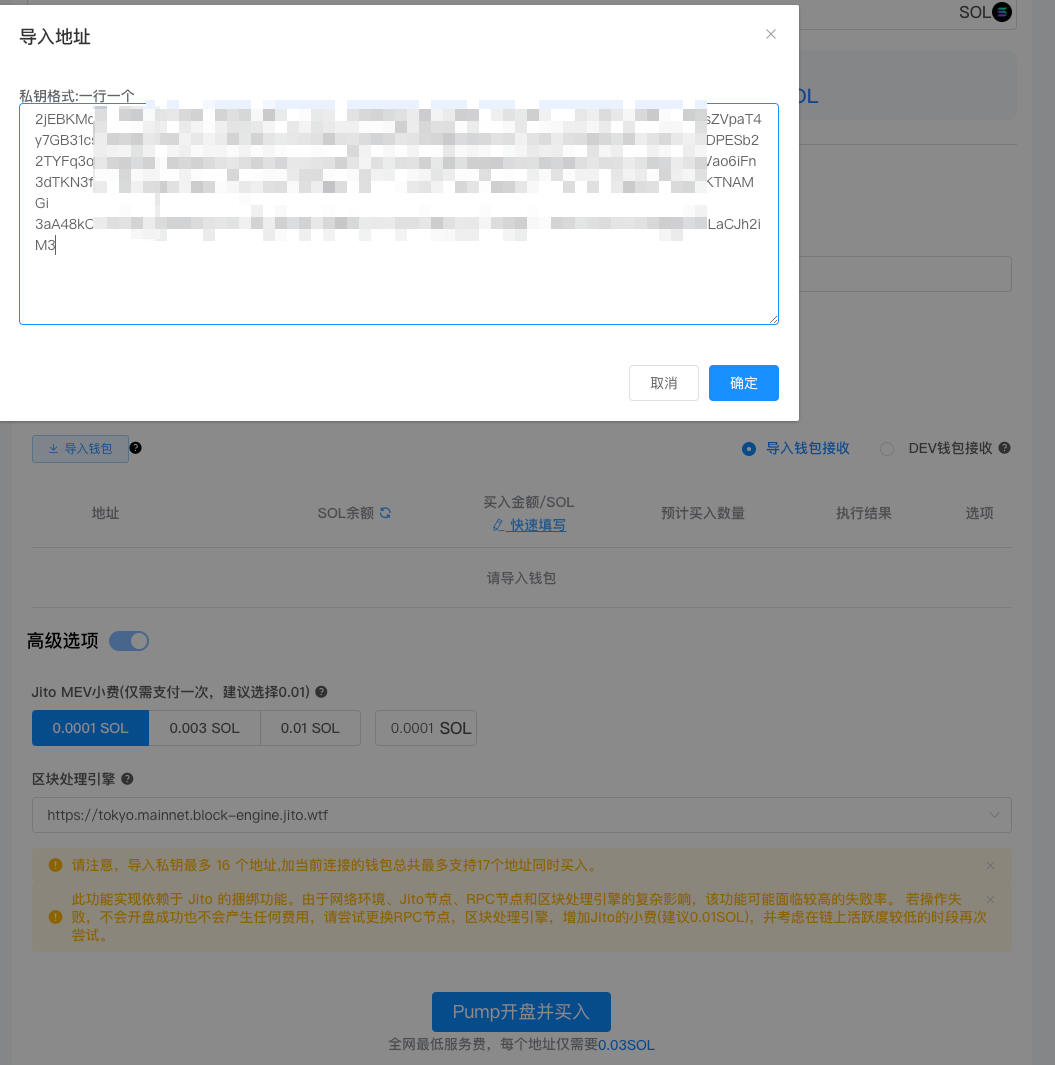 SOL
导入地址
OL
私钥格式:一行一个
2jEBKMc sZVpaT4
y7GB31cs DPESb2
2TYFq3o Vao6iFn
3dTKN3f KTNAM
Gi
3aA48kC LaCJh2i
M3
取消
确定
导入钱包
导入钱包接收
DEV钱包接收
地址
SOL余额
买入金额/SOL
快速填写
预计买入数量
执行结果
选项
请导入钱包
高级选项
Jito MEV小费(仅需支付一次，建议选择0.01)
0.0001 SOL
0.003 SOL
0.01 SOL
0.0001 SOL
区块处理引擎
https://tokyo.mainnet.block-engine.jito.wtf
请注意，导入私钥最多 16 个地址,加当前连接的钱包总共最多支持17个地址同时买入。
此功能实现依赖于 Jito 的捆绑功能。由于网络环境、Jito节点、RPC节点和区块处理引擎的复杂影响，该功能可能面临较高的失败率。 若操作失
败，不会开盘成功也不会产生任何费用，请尝试更换RPC节点，区块处理引擎，增加Jito的小费(建议0.01SOL)，并考虑在链上活跃度较低的时段再次
尝试。
Pump开盘并买入
全网最低服务费，每个地址仅需要0.03SOL